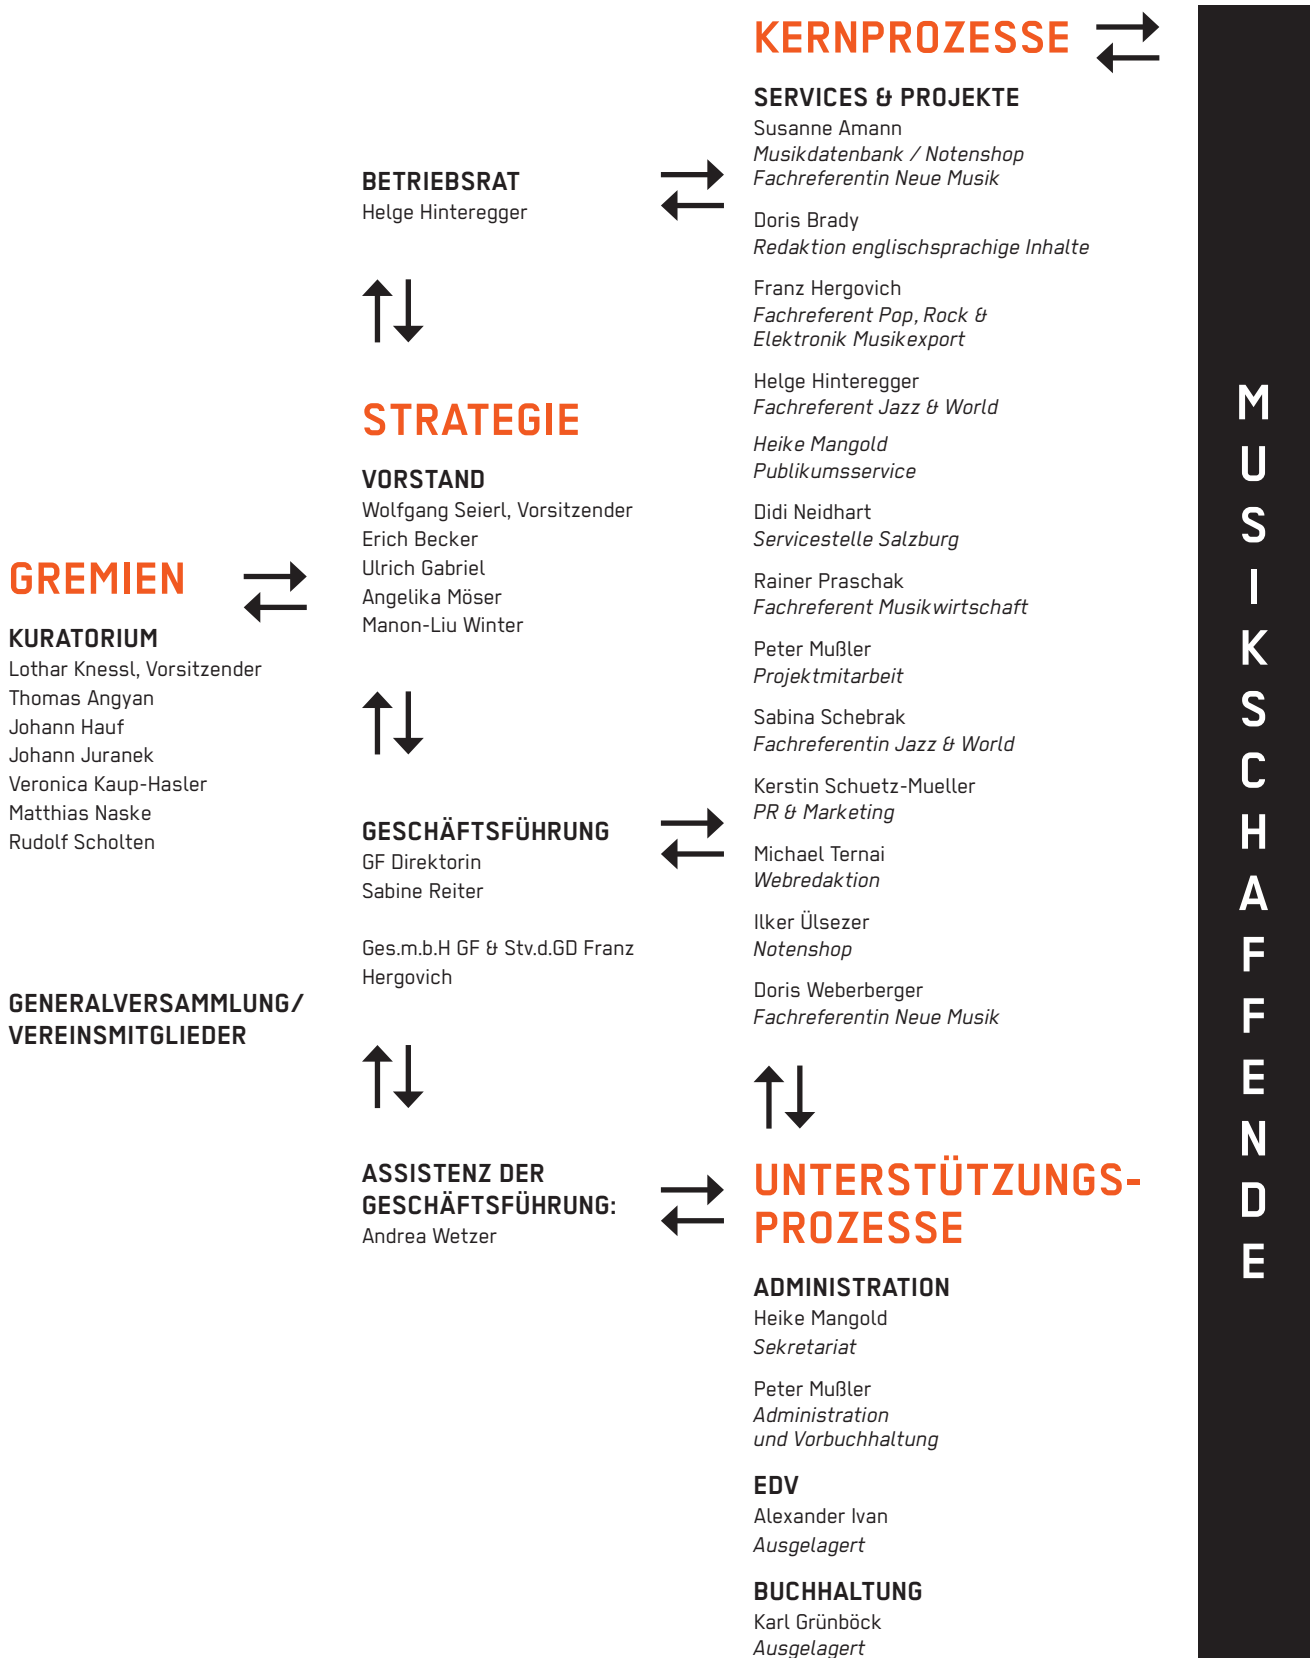 GREMIEN
KURATORIUM
Lothar Knessl, Vorsitzender
Thomas Angyan
Johann Hauf
Johann Juranek
Veronica Kaup-Hasler
Matthias Naske
Rudolf Scholten
GENERALVERSAMMLUNG/
VEREINSMITGLIEDER
BETRIEBSRAT
Helge Hinteregger
STRATEGIE
VORSTAND
Wolfgang Seierl, Vorsitzender
Erich Becker
Ulrich Gabriel
Angelika Möser
Manon-Liu Winter
GESCHÄFTSFÜHRUNG
GF Direktorin
Sabine Reiter
Ges.m.b.H GF & Stv.d.GD Franz
Hergovich
ASSISTENZ DER
GESCHÄFTSFÜHRUNG:
Andrea Wetzer
KERNPROZESSE
SERVICES & PROJEKTE
Susanne Amann
Musikdatenbank / Notenshop
Fachreferentin Neue Musik
Doris Brady
Redaktion englischsprachige Inhalte
Franz Hergovich
Fachreferent Pop, Rock &
Elektronik Musikexport
Helge Hinteregger
Fachreferent Jazz & World
Heike Mangold
Publikumsservice
Didi Neidhart
Servicestelle Salzburg
Rainer Praschak
Fachreferent Musikwirtschaft
Peter Mußler
Projektmitarbeit
Sabina Schebrak
Fachreferentin Jazz & World
Kerstin Schuetz-Mueller
PR & Marketing
Michael Ternai
Webredaktion
Ilker Ülsezer
Notenshop
Doris Weberberger
Fachreferentin Neue Musik
UNTERSTÜTZUNGS-
PROZESSE
ADMINISTRATION
Heike Mangold
Sekretariat
Peter Mußler
Administration
und Vorbuchhaltung
EDV
Alexander Ivan
Ausgelagert
BUCHHALTUNG
Karl Grünböck
Ausgelagert
MUSIKSCHAFFENDE